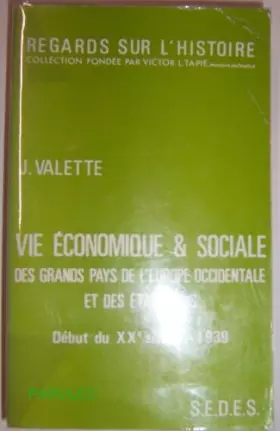 REGARDS SUR L'HISTOIRE
COLLECTION FONDÉE PAR VICTOR L.TAPIÉ,
J. VALETTE
VIE ÉCONOMIQUE & SOCIALE
DES GRANDS PAYS DE L'EUROPE OCCIDENTALE
ET DES
Début du XXe 1939
S.E.D.E.S.